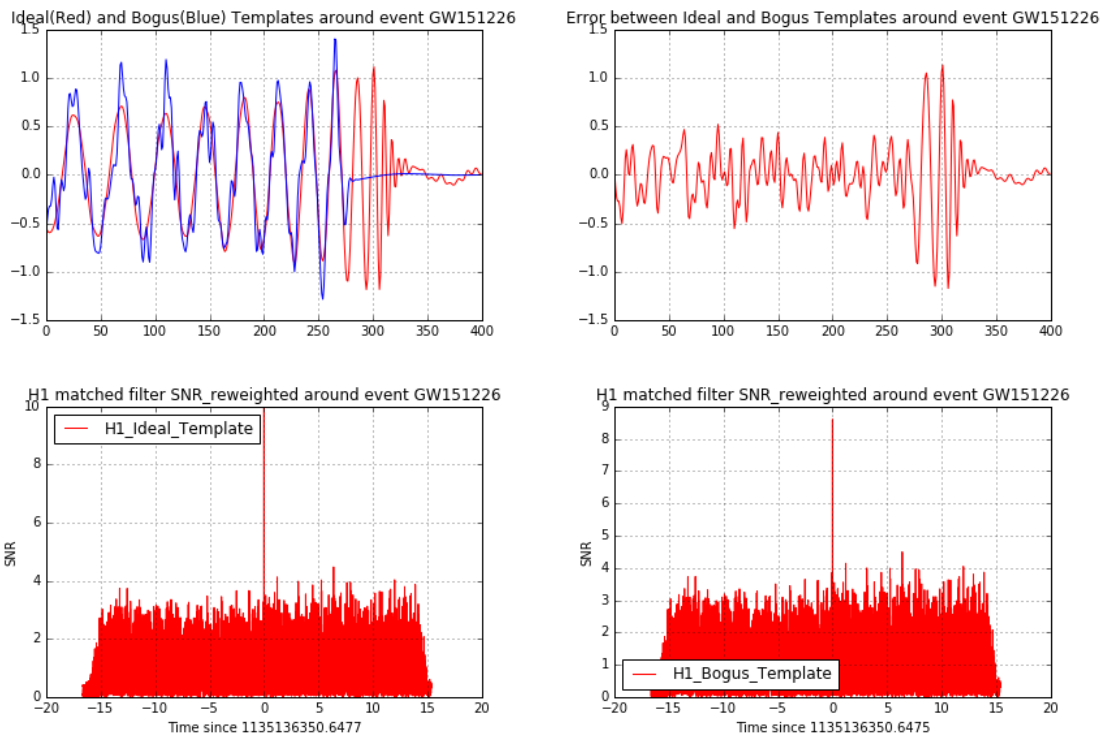 Ideal(Red) and Bogus(Blue) Templates around event GW151226
1.5
1.0
0.5
0.0
−0.5
−1.0
−1.5
0 50 100 150 200 250 300 350 400
Error between Ideal and Bogus Templates around event GW151226
1.5
1.0
0.5
0.0
−0.5
−1.0
−1.5
0 50 100 150 200 250 300 350 400
H1 matched filter SNR_reweighted around event GW151226
10
8
6
4
2
0
SNR
H1_Ideal_Template
−20 −15 −10 −5 0 5 10 15 20
Time since 1135136350.6477
H1 matched filter SNR_reweighted around event GW151226
9
8
7
6
5
4
3
2
1
0
SNR
H1_Bogus_Template
−20 −15 −10 −5 0 5 10 15 20
Time since 1135136350.6475